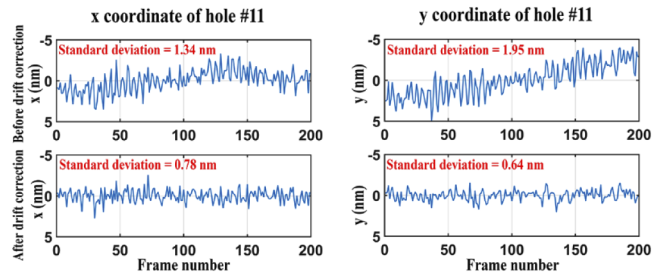 x coordinate of hole #11
y coordinate of hole #11
Before drift correction
x (nm)
-5
0
5
Standard deviation = 1.34 nm
0 50 100 150 200
y (nm)
-5
0
5
Standard deviation = 1.95 nm
0 50 100 150 200
After drift correction
x (nm)
-5
0
5
Standard deviation = 0.78 nm
0 50 100 150 200
Frame number
y (nm)
-5
0
5
Standard deviation = 0.64 nm
0 50 100 150 200
Frame number